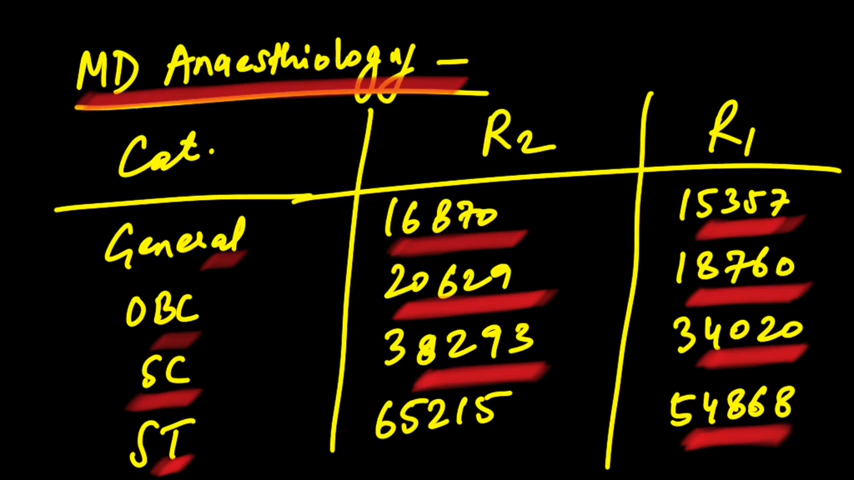 MD Anaesthiology —
Cat. R2 R1
General 16870 15357
OBC 20629 18760
SC 38293 34020
ST 65215 54868